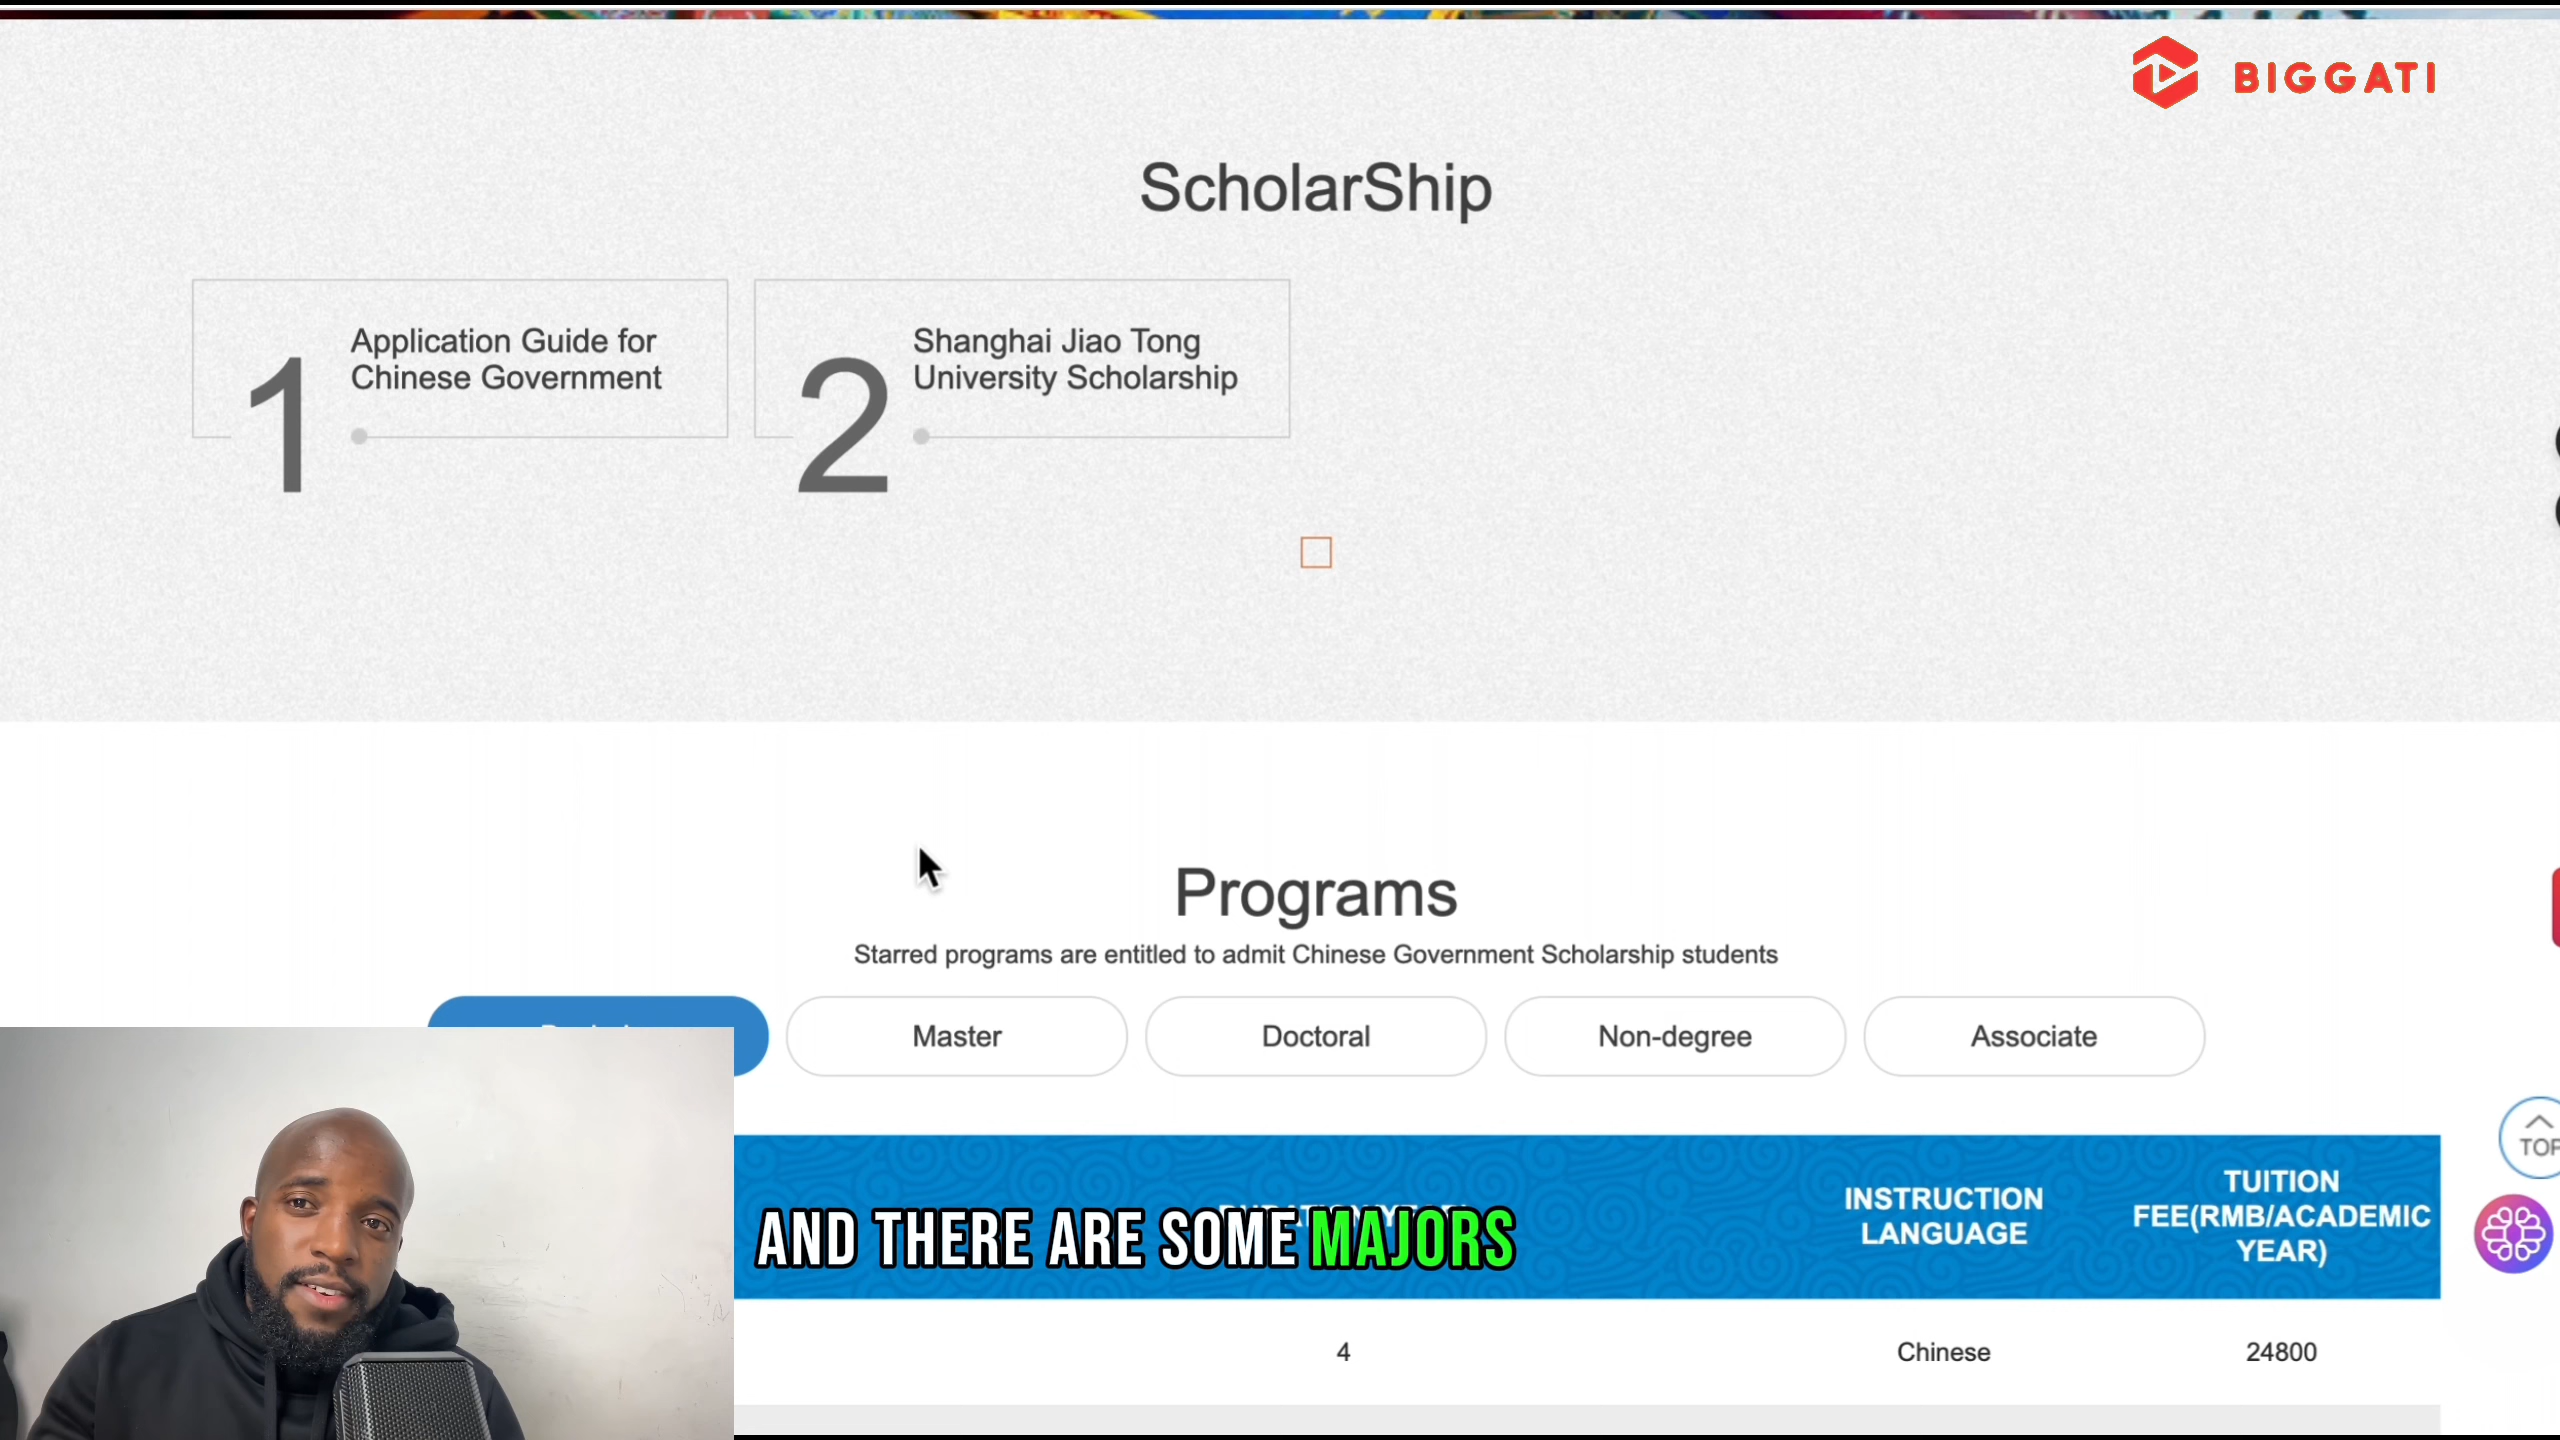 BIGGATI
ScholarShip
1
Application Guide for
Chinese Government
2
Shanghai Jiao Tong
University Scholarship
Programs
Starred programs are entitled to admit Chinese Government Scholarship students
Master
Doctoral
Non-degree
Associate
TOP
INSTRUCTION
LANGUAGE
TUITION
FEE(RMB/ACADEMIC
YEAR)
AND THERE ARE SOME MAJORS
4
Chinese
24800